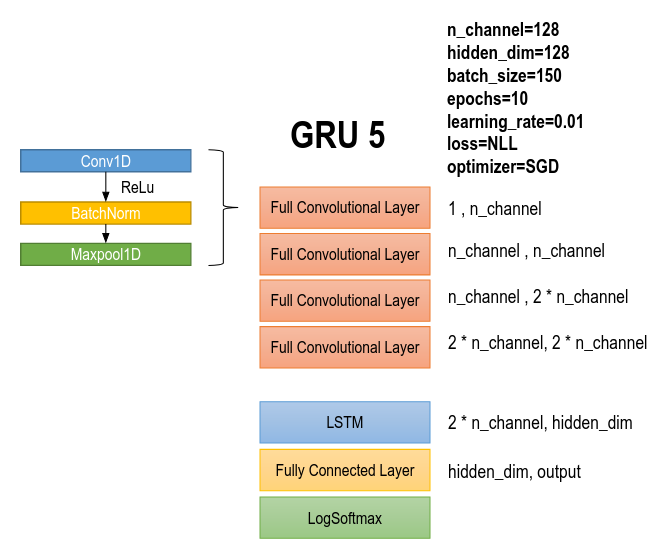 n_channel=128
hidden_dim=128
batch_size=150
epochs=10
learning_rate=0.01
loss=NLL
optimizer=SGD
GRU 5
Conv1D
ReLu
BatchNorm
Maxpool1D
Full Convolutional Layer
1 , n_channel
Full Convolutional Layer
n_channel , n_channel
Full Convolutional Layer
n_channel , 2 * n_channel
Full Convolutional Layer
2 * n_channel, 2 * n_channel
LSTM
2 * n_channel, hidden_dim
Fully Connected Layer
hidden_dim, output
LogSoftmax